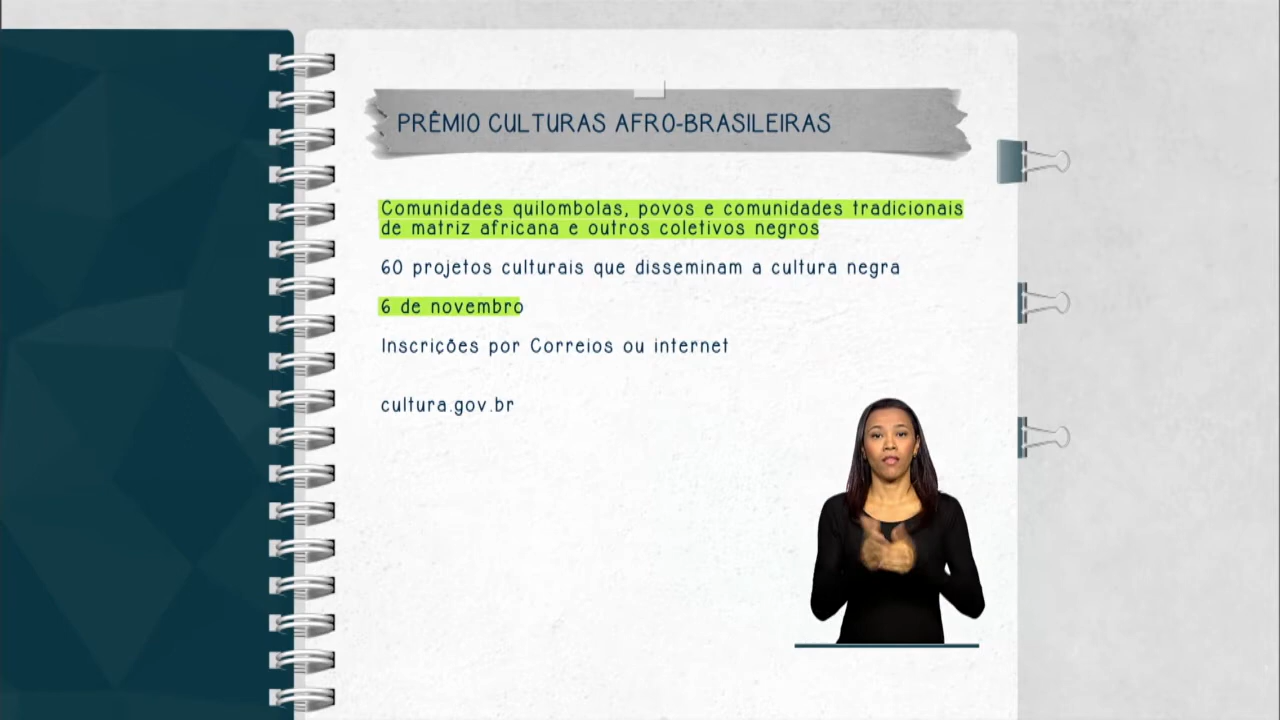 PRÊMIO CULTURAS AFRO-BRASILEIRAS
Comunidades quilombolas, povos e comunidades tradicionais
de matriz africana e outros coletivos negros
60 projetos culturais que disseminam a cultura negra
6 de novembro
Inscrições por Correios ou internet
cultura.gov.br